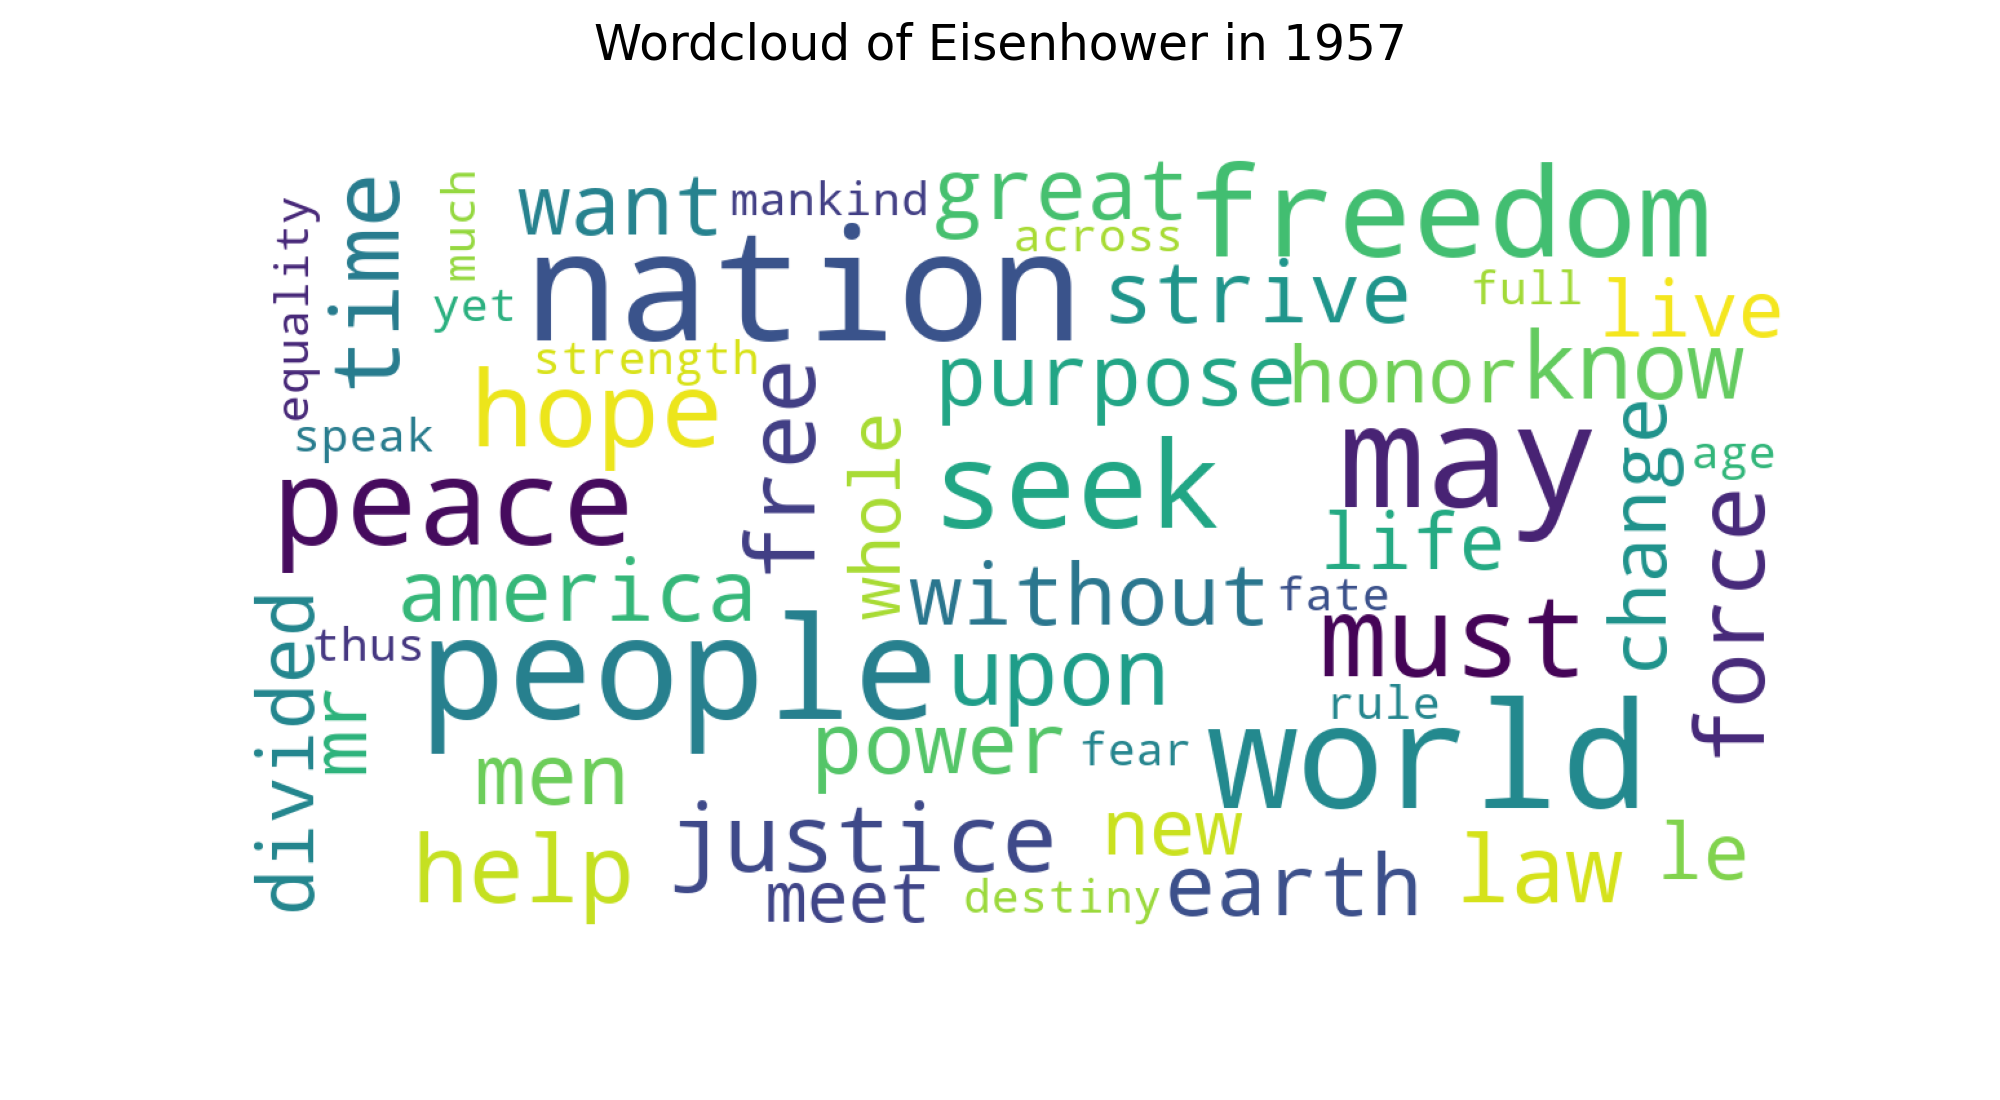 Wordcloud of Eisenhower in 1957
equality
time
much
want
mankind
great
freedom
across
nation
yet
strive
full
live
strength
hope
free
purpose
honor
know
speak
peace
whole
seek
may
change
age
force
life
america
without
fate
must
divided
thus
people
upon
rule
mr
men
power
fear
world
justice
new
help
law
le
meet
destiny
earth